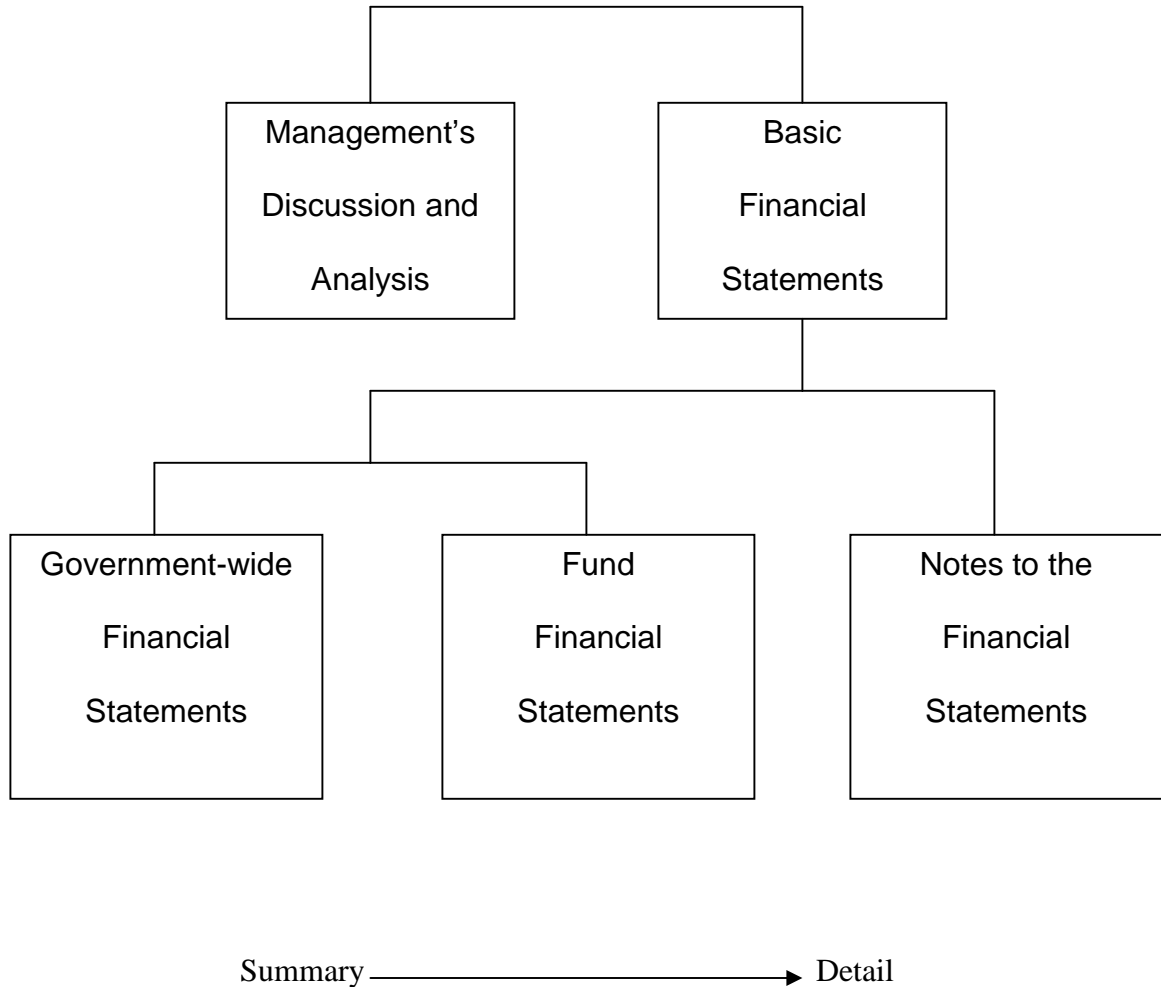 Management’s
Discussion and
Analysis
Basic
Financial
Statements
Government-wide
Financial
Statements
Fund
Financial
Statements
Notes to the
Financial
Statements
Summary
Detail